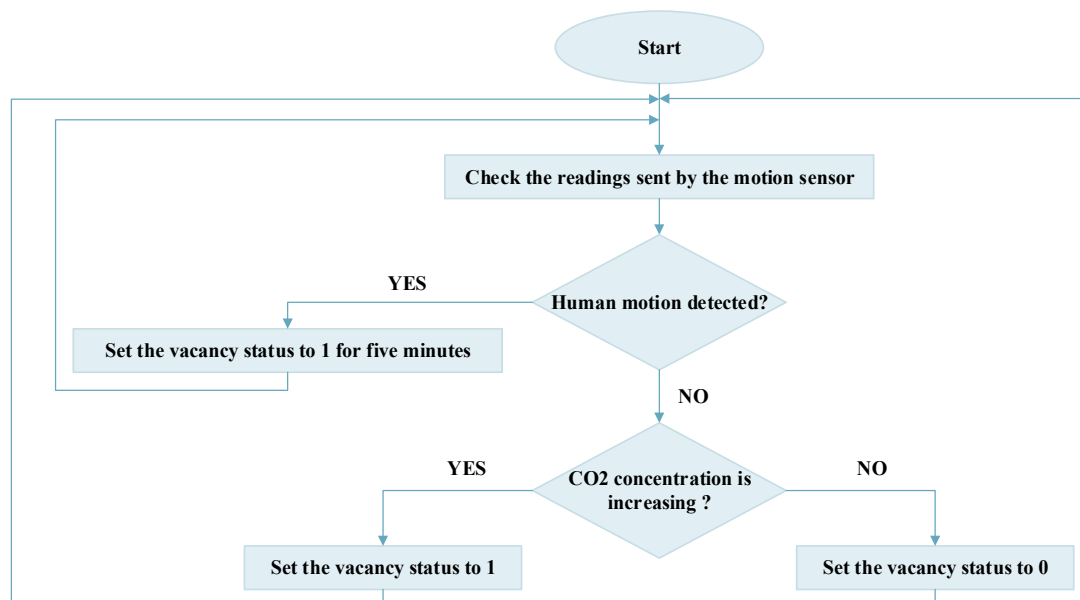 Start
Check the readings sent by the motion sensor
YES
Human motion detected?
Set the vacancy status to 1 for five minutes
NO
YES
CO2 concentration is
increasing ?
NO
Set the vacancy status to 1
Set the vacancy status to 0